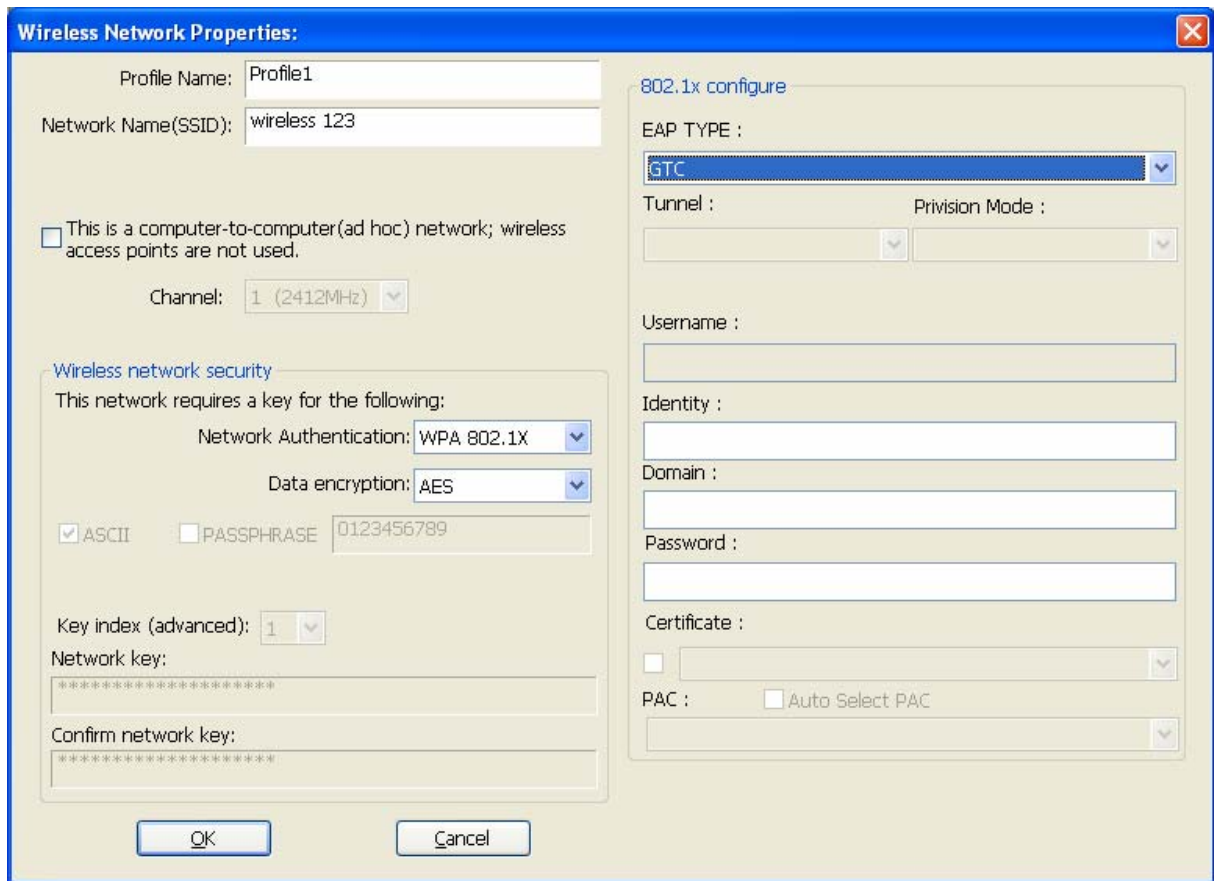 Wireless Network Properties:
Profile Name: Profile1
Network Name(SSID): wireless 123
This is a computer-to-computer(ad hoc) network; wireless
access points are not used.
Channel: 1 (2412MHz)
Wireless network security
This network requires a key for the following:
Network Authentication: WPA 802.1X
Data encryption: AES
ASCII PASSPHRASE 0123456789
Key index (advanced): 1
Network key:
********************
Confirm network key:
********************
OK Cancel
802.1x configure
EAP TYPE :
GTC
Tunnel : Privision Mode :
Username :
Identity :
Domain :
Password :
Certificate :
PAC : Auto Select PAC